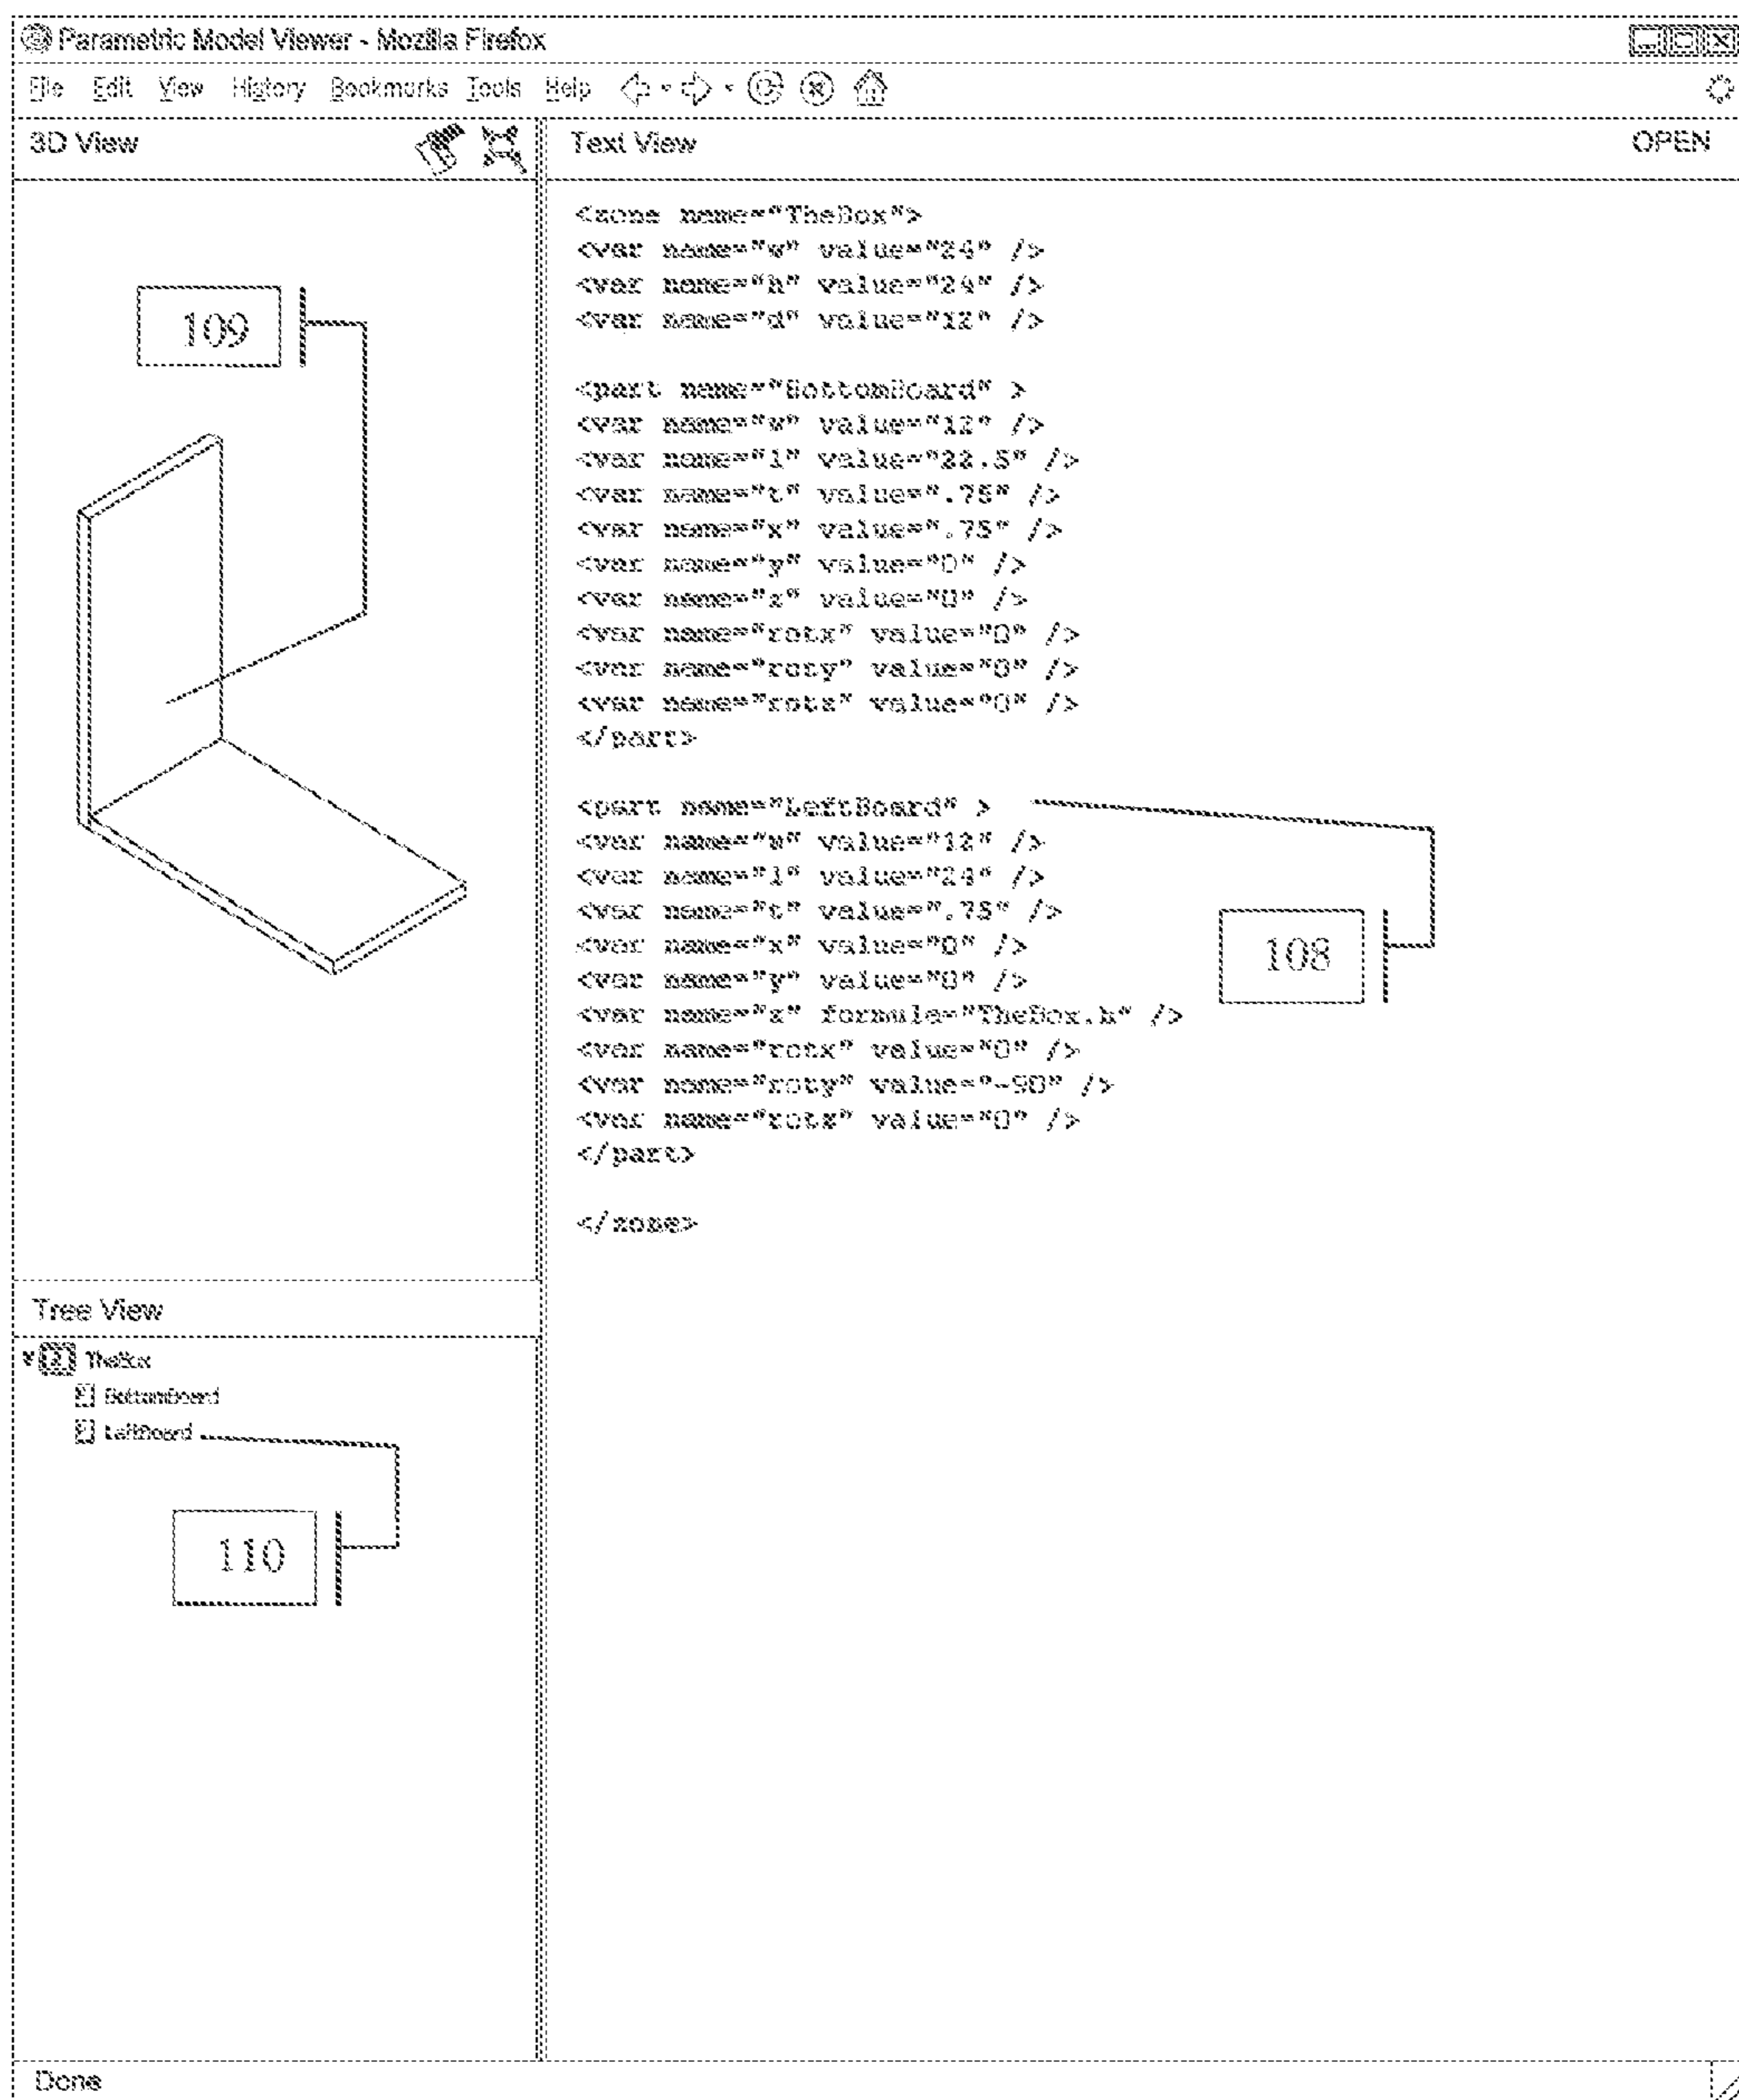 Parametric Model Viewer - Mozilla Firefox
File Edit View History Bookmarks Tools Help
3D View
109
Text View OPEN
<zone name="TheBox">
<var name="w" value="24" />
<var name="h" value="24" />
<var name="d" value="12" />
<part name="BottomBoard" >
<var name="w" value="12" />
<var name="l" value="22.5" />
<var name="t" value=".75" />
<var name="x" value=".75" />
<var name="y" value="0" />
<var name="z" value="0" />
<var name="rotx" value="0" />
<var name="roty" value="0" />
<var name="rotz" value="0" />
</part>
<part name="LeftBoard" >
<var name="w" value="12" />
<var name="l" value="24" />
<var name="t" value=".75" />
<var name="x" value="0" />
<var name="y" value="0" />
<var name="z" formula="TheBox.h" />
<var name="rotx" value="0" />
<var name="roty" value="-90" />
<var name="rotz" value="0" />
</part>
</zone>
108
Tree View
TheBox
BottomBoard
LeftBoard
110
Done